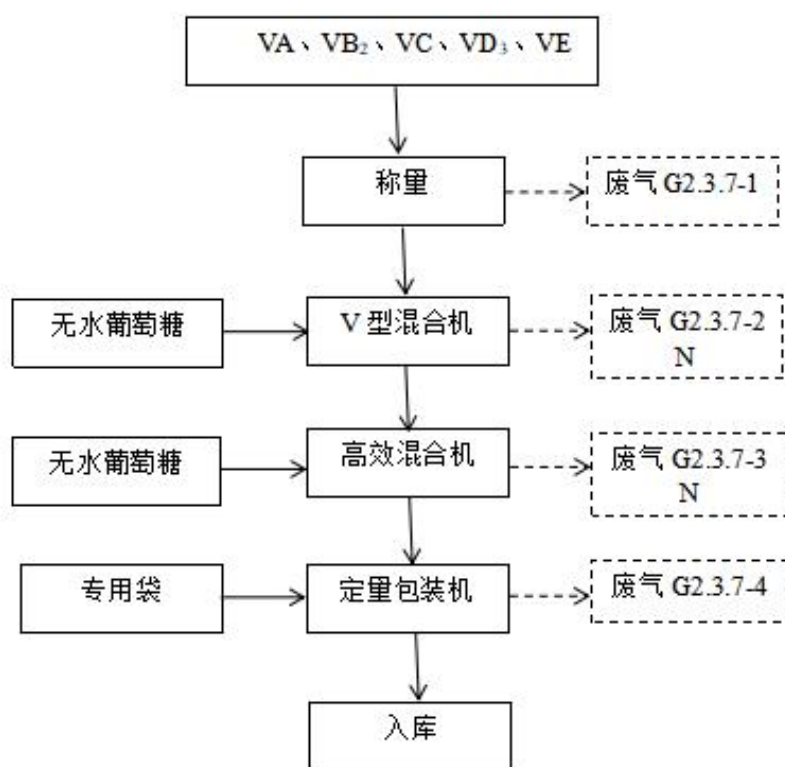 VA、VB₂、VC、VD₃、VE
称量
废气 G2.3.7-1
无水葡萄糖
V 型混合机
废气 G2.3.7-2
N
无水葡萄糖
高效混合机
废气 G2.3.7-3
N
专用袋
定量包装机
废气 G2.3.7-4
入库